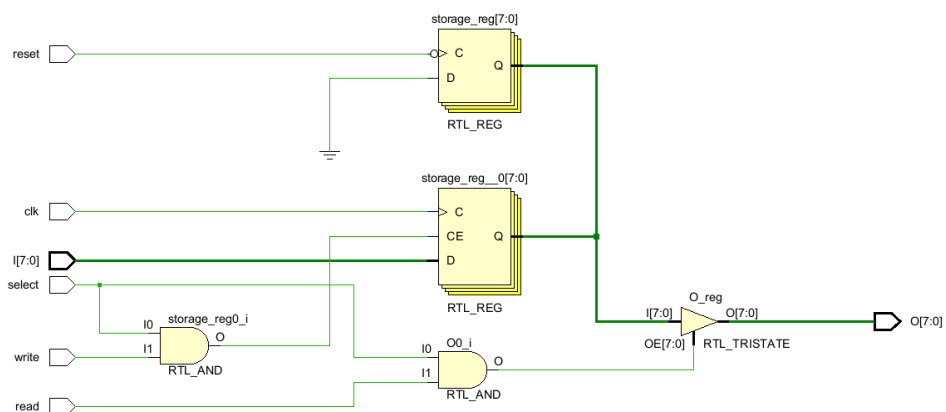 storage_reg[7:0]
reset
C
D
Q
RTL_REG
storage_reg__0[7:0]
clk
C
CE
Q
I[7:0]
D
select
RTL_REG
storage_reg0_i
I0
O
write
I1
RTL_AND
O0_i
I0
O
I1
read
RTL_AND
O_reg
I[7:0]
O[7:0]
OE[7:0]
RTL_TRISTATE
O[7:0]